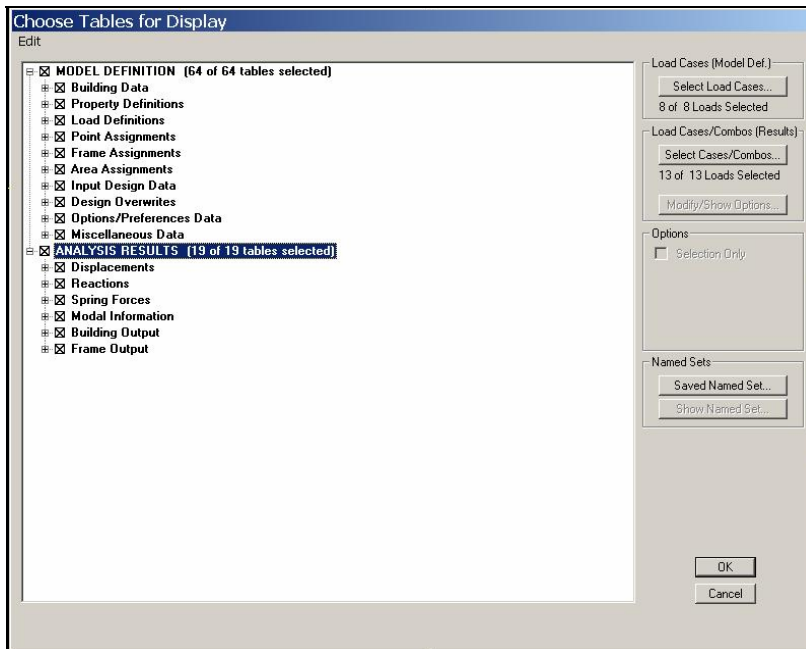 Choose Tables for Display
Edit
MODEL DEFINITION (64 of 64 tables selected)
Building Data
Property Definitions
Load Definitions
Point Assignments
Frame Assignments
Area Assignments
Input Design Data
Design Overwrites
Options/Preferences Data
Miscellaneous Data
ANALYSIS RESULTS (19 of 19 tables selected)
Displacements
Reactions
Spring Forces
Modal Information
Building Output
Frame Output
Load Cases (Model Def.)
Select Load Cases...
8 of 8 Loads Selected
Load Cases/Combos (Results)
Select Cases/Combos...
13 of 13 Loads Selected
Modify/Show Options...
Options
Selection Only
Named Sets
Saved Named Set...
Show Named Set...
OK
Cancel